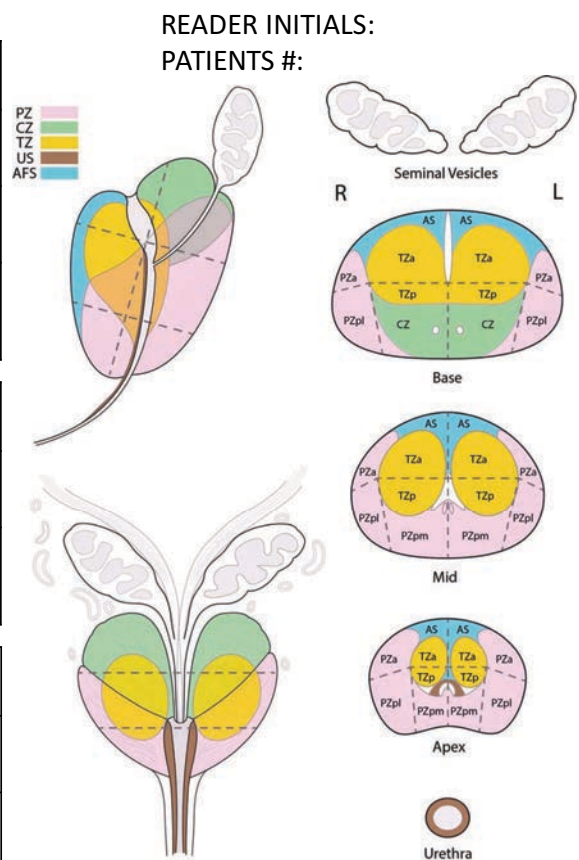 READER INITIALS:
PATIENTS #:
PZ
CZ
TZ
US
AFS
Seminal Vesicles
R L
AS AS
TZa TZa
PZa PZa
TZp TZp
PZpl CZ CZ PZpl
Base
AS AS
TZa TZa
PZa PZa
TZp TZp
PZpl PZpl
PZpm PZpm
Mid
AS AS
PZa TZa TZa PZa
TZp TZp
PZpl PZpm PZpm PZpl
Apex
Urethra